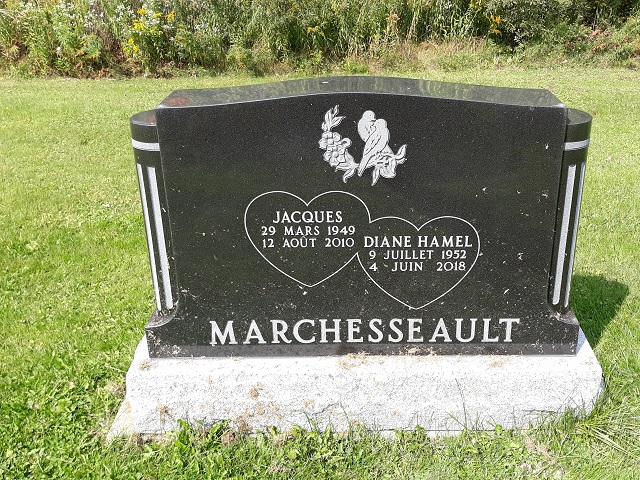 JACQUES
29 MARS 1949
12 AOÛT 2010
DIANE HAMEL
9 JUILLET 1952
4 JUIN 2018
MARCHESSEAULT